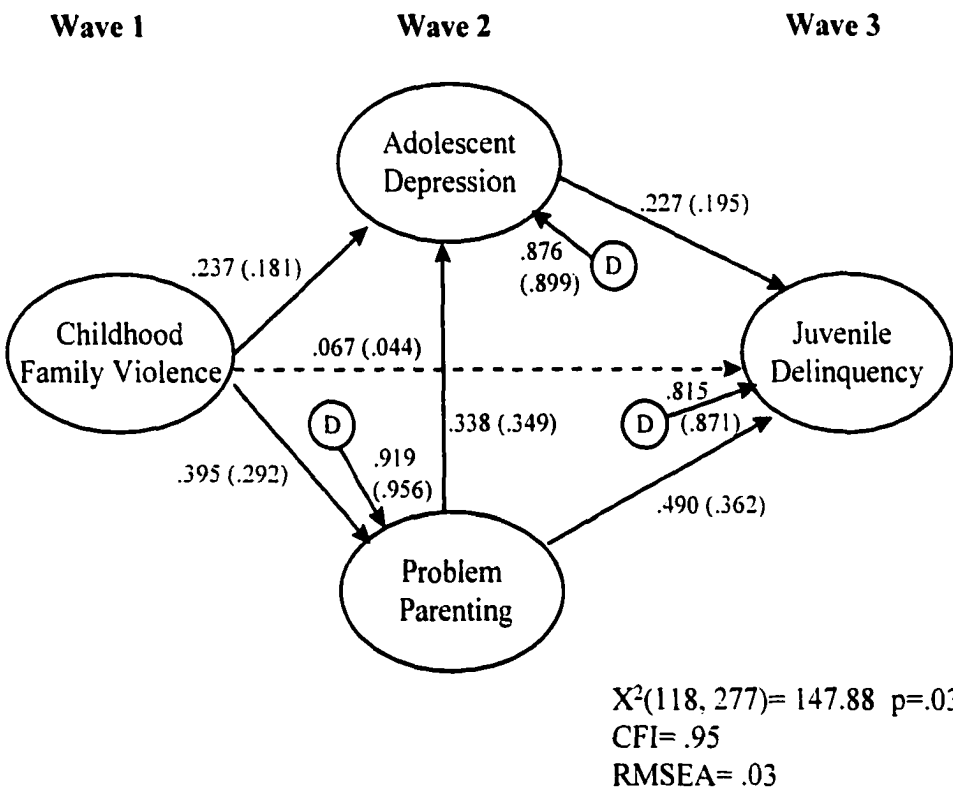 Wave 1
Wave 2
Wave 3
Adolescent
Depression
.227 (.195)
.876
(.899)
D
.237 (.181)
Childhood
Family Violence
.067 (.044)
Juvenile
Delinquency
.815
(.871)
D
D
.338 (.349)
.919
(.956)
.395 (.292)
.490 (.362)
Problem
Parenting
X²(118, 277)= 147.88 p=.03
CFI= .95
RMSEA= .03